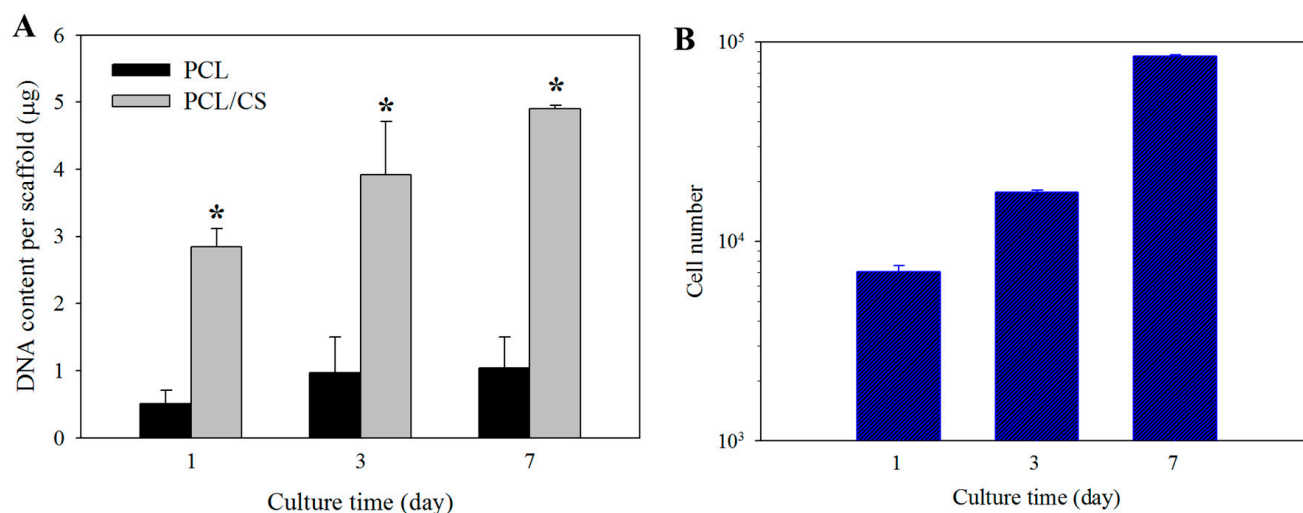 A
DNA content per scaffold (µg)
6
5
4
3
2
1
0
PCL
PCL/CS
*
*
*
1 3 7
Culture time (day)
B
Cell number
10⁵
10⁴
10³
1 3 7
Culture time (day)